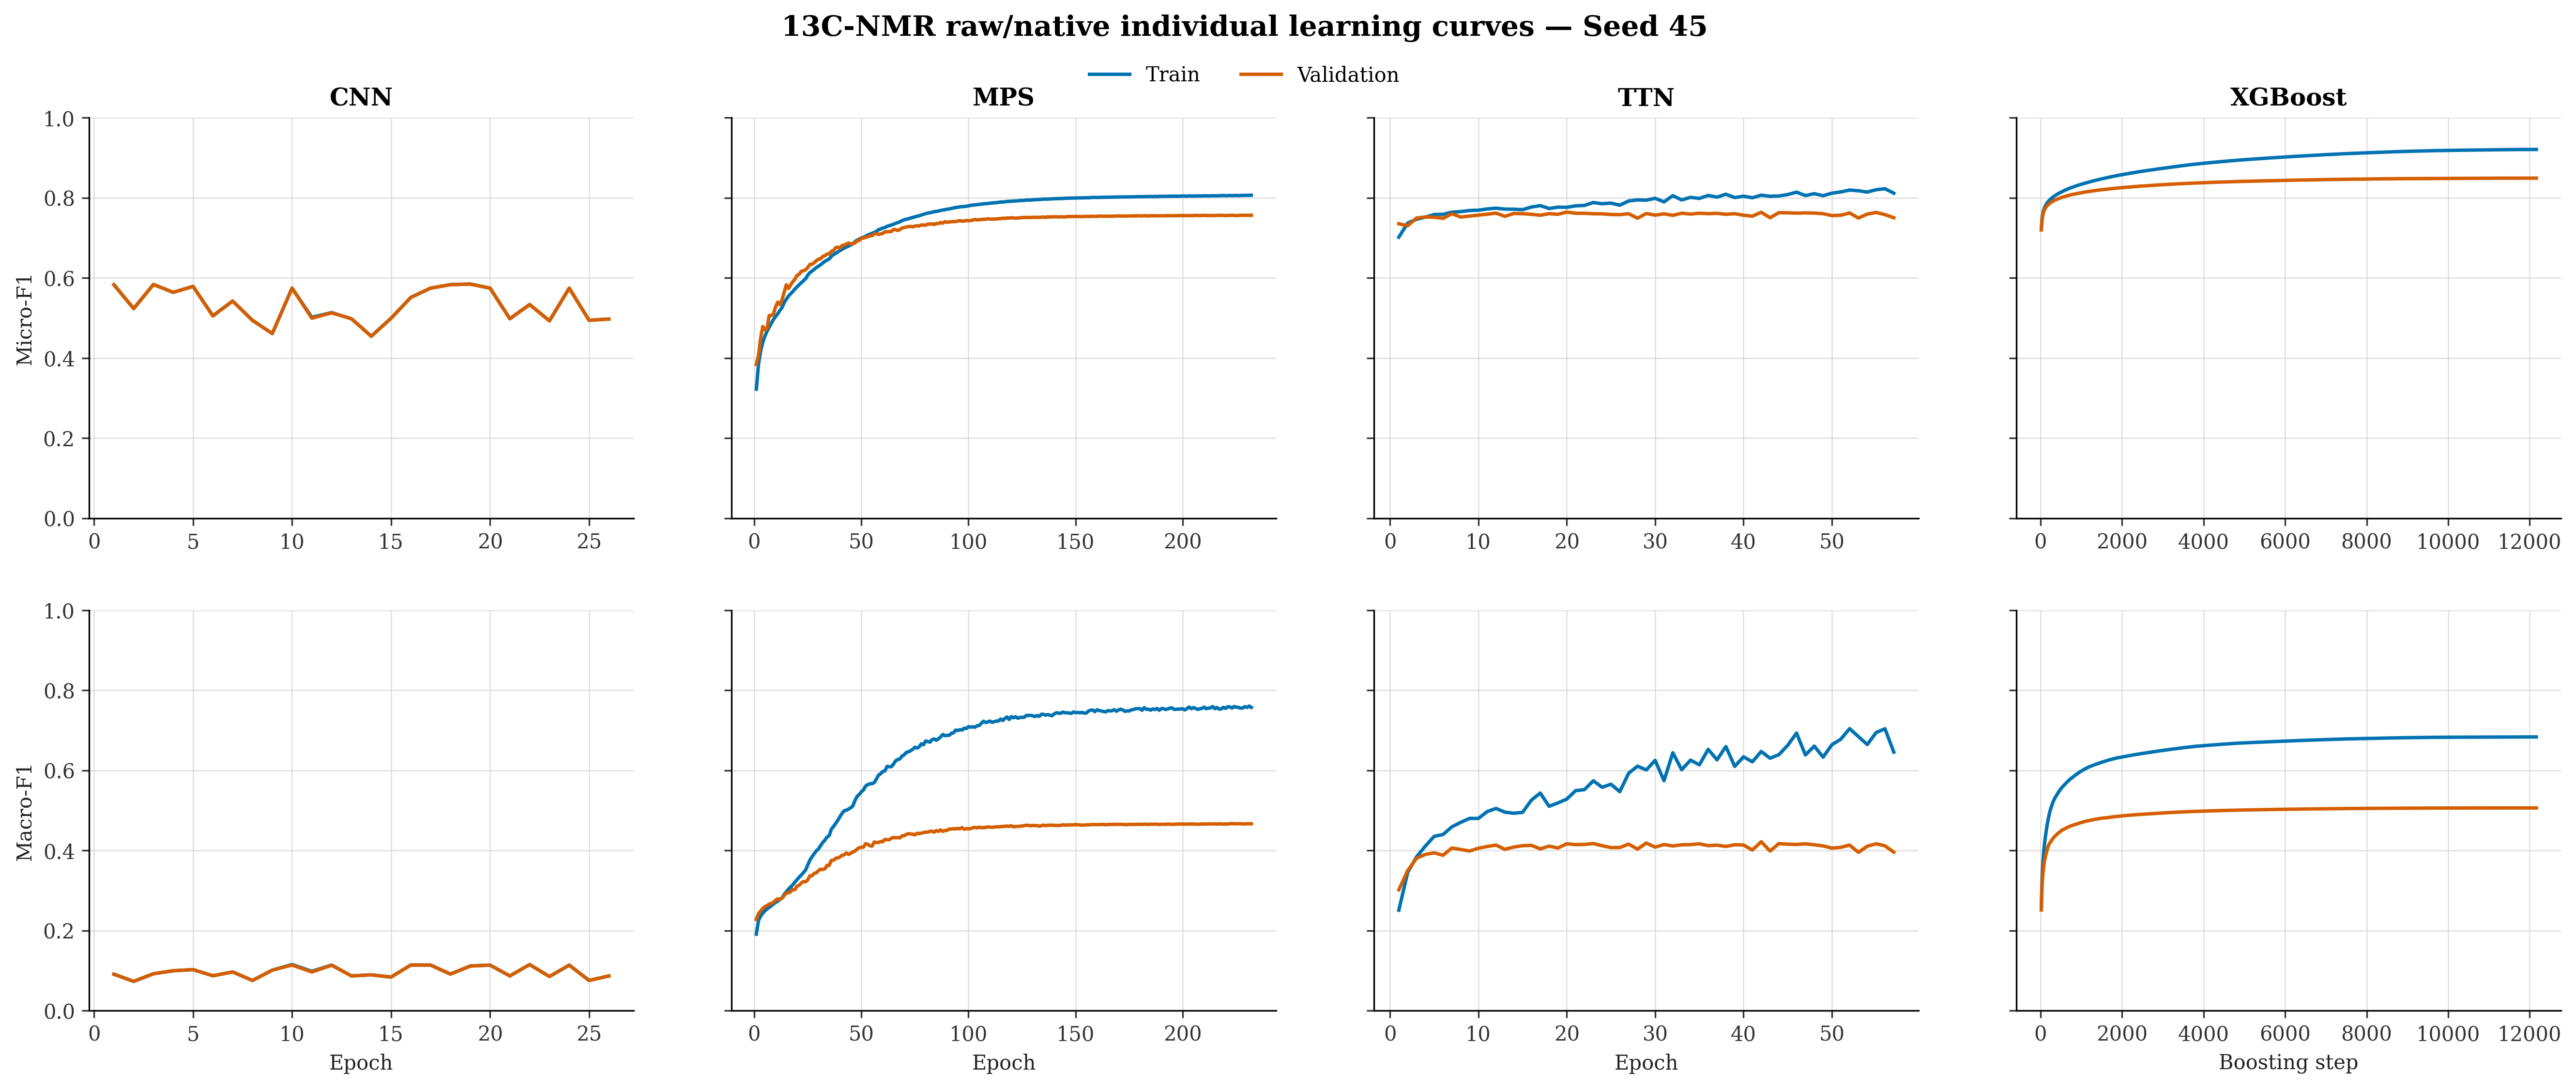 13C-NMR raw/native individual learning curves — Seed 45
Train Validation
CNN MPS TTN XGBoost
Micro-F1
1.0
0.8
0.6
0.4
0.2
0.0
0 5 10 15 20 25
0 50 100 150 200
0 10 20 30 40 50
0 2000 4000 6000 8000 10000 12000
Macro-F1
1.0
0.8
0.6
0.4
0.2
0.0
0 5 10 15 20 25
0 50 100 150 200
0 10 20 30 40 50
0 2000 4000 6000 8000 10000 12000
Epoch Epoch Epoch Boosting step